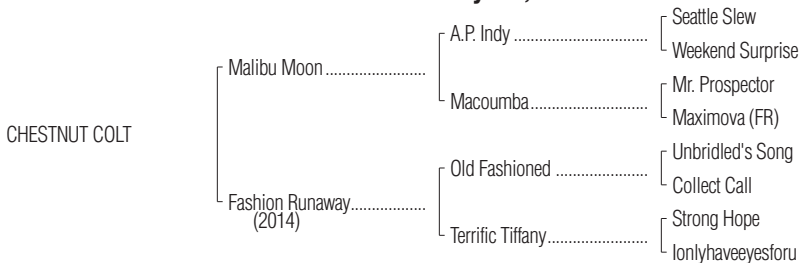 Seattle Slew
A.P. Indy ..............................
Weekend Surprise
Malibu Moon ........................
Mr. Prospector
Macoumba..........................
Maximova (FR)
CHESTNUT COLT
Unbridled's Song
Old Fashioned ....................
Collect Call
Fashion Runaway..................
(2014)
Strong Hope
Terrific Tiffany......................
Ionlyhaveeyesforu